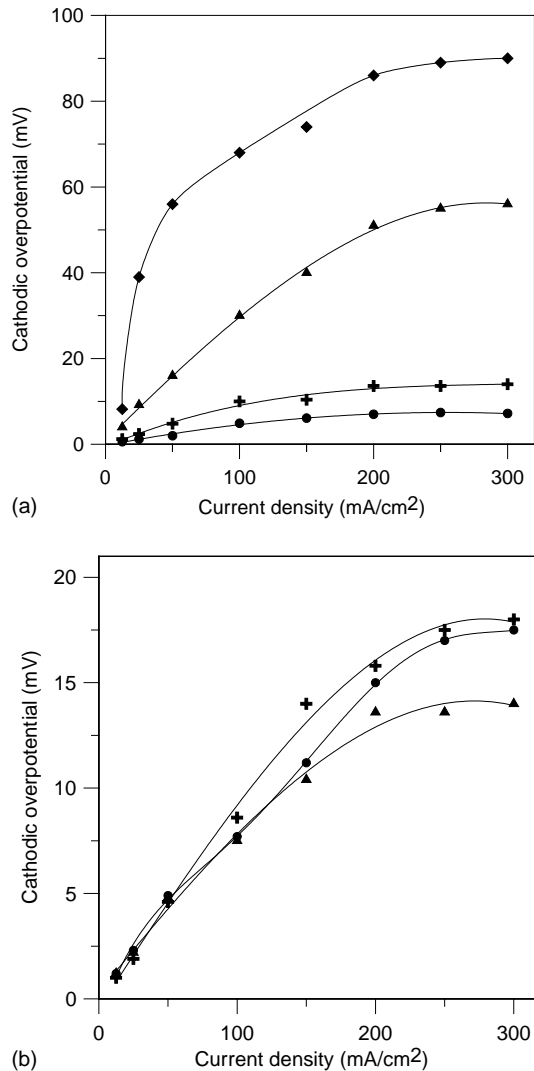 100
80
60
40
20
0
Cathodic overpotential (mV)
0 100 200 300
(a) Current density (mA/cm2)
20
15
10
5
0
Cathodic overpotential (mV)
0 100 200 300
(b) Current density (mA/cm2)